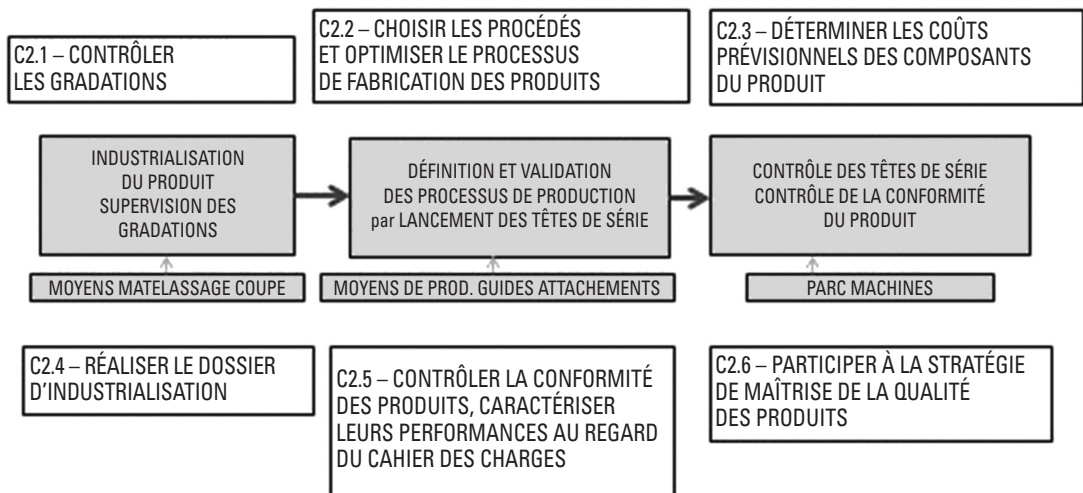 C2.1 – CONTRÔLER
LES GRADATIONS
C2.2 – CHOISIR LES PROCÉDÉS
ET OPTIMISER LE PROCESSUS
DE FABRICATION DES PRODUITS
C2.3 – DÉTERMINER LES COÛTS
PRÉVISIONNELS DES COMPOSANTS
DU PRODUIT
INDUSTRIALISATION
DU PRODUIT
SUPERVISION DES
GRADATIONS
DÉFINITION ET VALIDATION
DES PROCESSUS DE PRODUCTION
par LANCEMENT DES TÊTES DE SÉRIE
CONTRÔLE DES TÊTES DE SÉRIE
CONTRÔLE DE LA CONFORMITÉ
DU PRODUIT
MOYENS MATELASSAGE COUPE
MOYENS DE PROD. GUIDES ATTACHEMENTS
PARC MACHINES
C2.4 – RÉALISER LE DOSSIER
D'INDUSTRIALISATION
C2.5 – CONTRÔLER LA CONFORMITÉ
DES PRODUITS, CARACTÉRISER
LEURS PERFORMANCES AU REGARD
DU CAHIER DES CHARGES
C2.6 – PARTICIPER À LA STRATÉGIE
DE MAÎTRISE DE LA QUALITÉ
DES PRODUITS